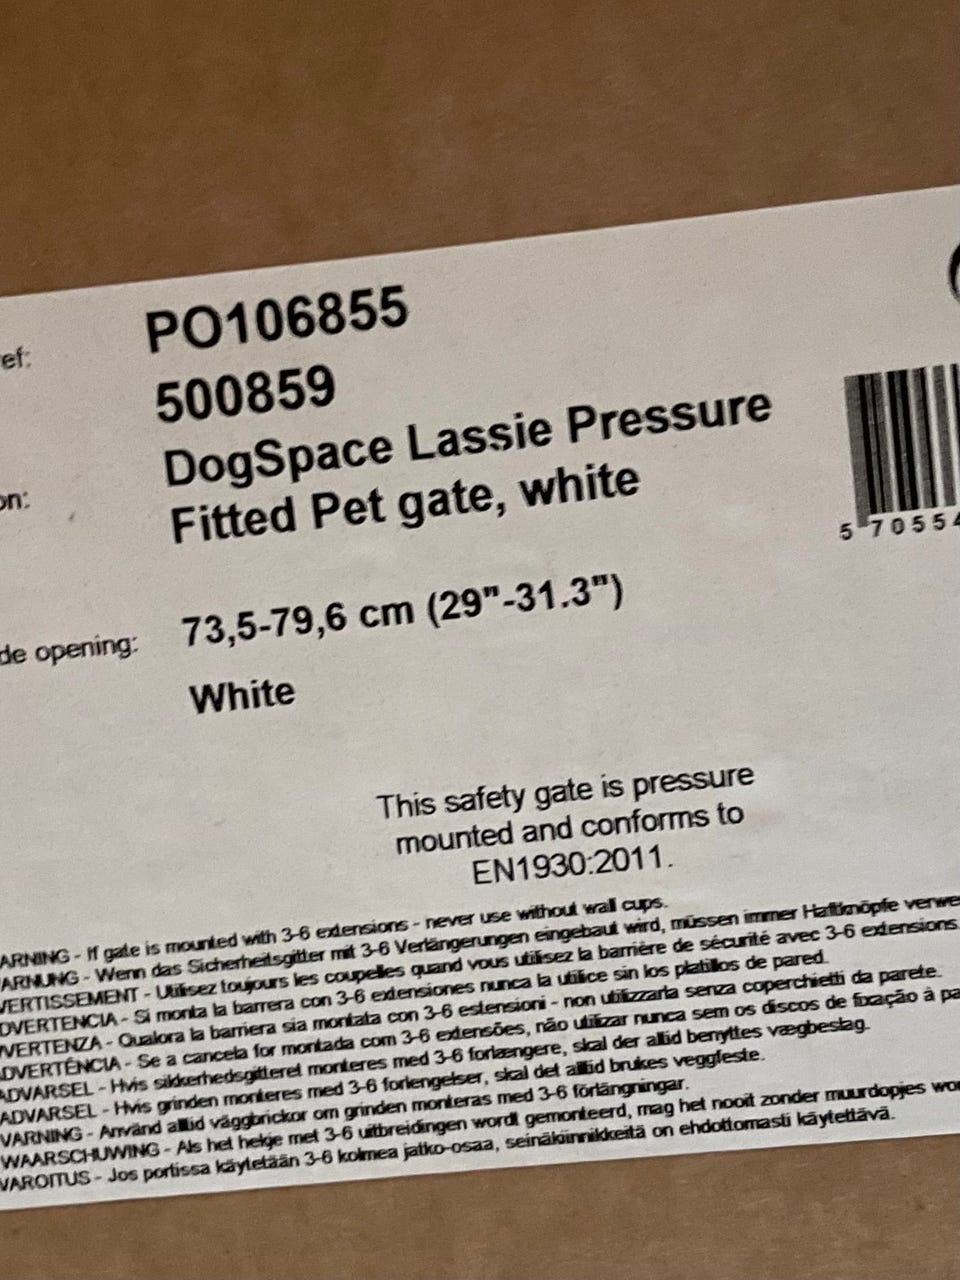 ef: PO106855
500859
on: DogSpace Lassie Pressure
Fitted Pet gate, white
de opening: 73,5-79,6 cm (29"-31.3")
White
5 70554
This safety gate is pressure
mounted and conforms to
EN1930:2011.
ARNING - If gate is mounted with 3-6 extensions - never use without wall cups.
ARNUNG - Wenn das Sicherheitsgitter mit 3-6 Verlängerungen eingebaut wird, müssen immer Haftknöpfe verwe
VERTISSEMENT - Utilisez toujours les coupelles quand vous utilisez la barrière de sécurité avec 3-6 extensions.
DVERTENCIA - Si monta la barrera con 3-6 extensiones nunca la utilice sin los platillos de pared.
VVERTENZA - Qualora la barriera sia montata con 3-6 estensioni - non utilizzarla senza coperchietti da parete.
ADVERTÊNCIA - Se a cancela for montada com 3-6 extensões, não utilizar nunca sem os discos de fixação à pa
ADVARSEL - Hvis sikkerhedsgitteret monteres med 3-6 forlængere, skal der altid benyttes vægbeslag.
ADVARSEL - Hvis grinden monteres med 3-6 forlengelser, skal det alltid brukes veggfeste.
VARNING - Använd alltid väggbrickor om grinden monteras med 3-6 förlängningar.
WAARSCHUWING - Als het hekje met 3-6 uitbreidingen wordt gemonteerd, mag het nooit zonder muurdopjes wor
VAROITUS - Jos portissa käytetään 3-6 kolmea jatko-osaa, seinäkiinnikkeitä on ehdottomasti käytettävä.